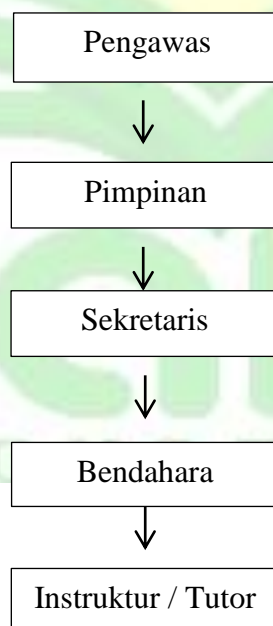 Pengawas
Pimpinan
Sekretaris
Bendahara
Instruktur / Tutor